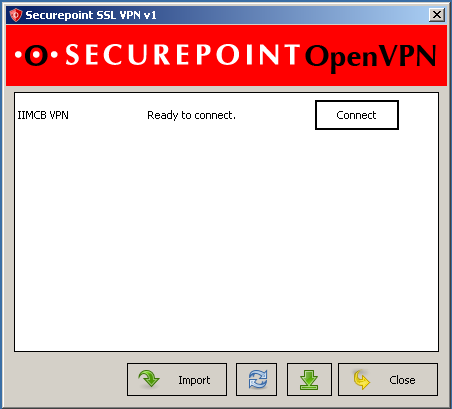 Securepoint SSL VPN v1
SECUREPOINT OpenVPN
IIMCB VPN Ready to connect. Connect
Import Close